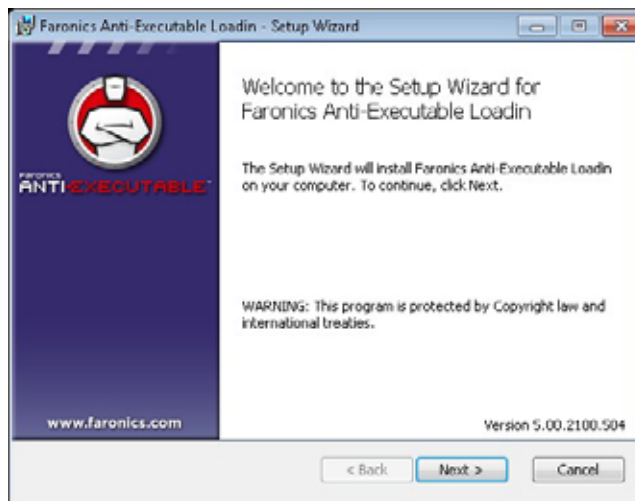 Faronics Anti-Executable Loadin - Setup Wizard
Welcome to the Setup Wizard for
Faronics Anti-Executable Loadin
FARONICS
ANTI-EXECUTABLE
The Setup Wizard will install Faronics Anti-Executable Loadin
on your computer. To continue, click Next.
WARNING: This program is protected by Copyright law and
international treaties.
www.faronics.com
Version 5.00.2100.504
< Back
Next >
Cancel